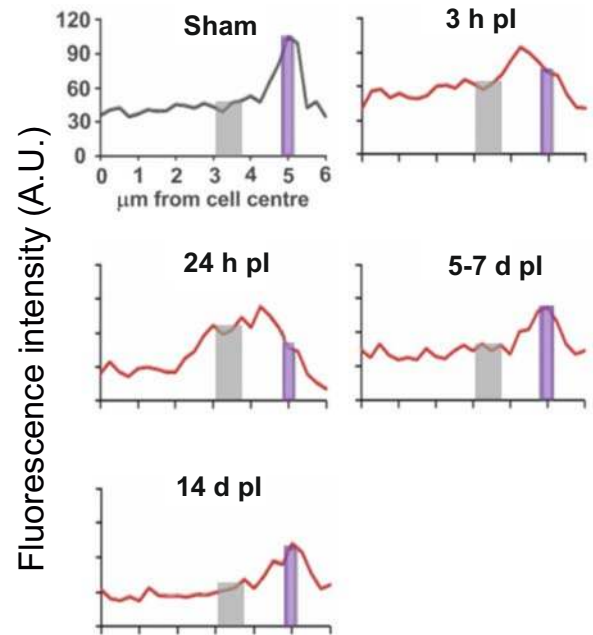 Sham
3 h pl
120
90
60
30
0
0 1 2 3 4 5 6
μm from cell centre
Fluorescence intensity (A.U.)
24 h pl
5-7 d pl
14 d pl